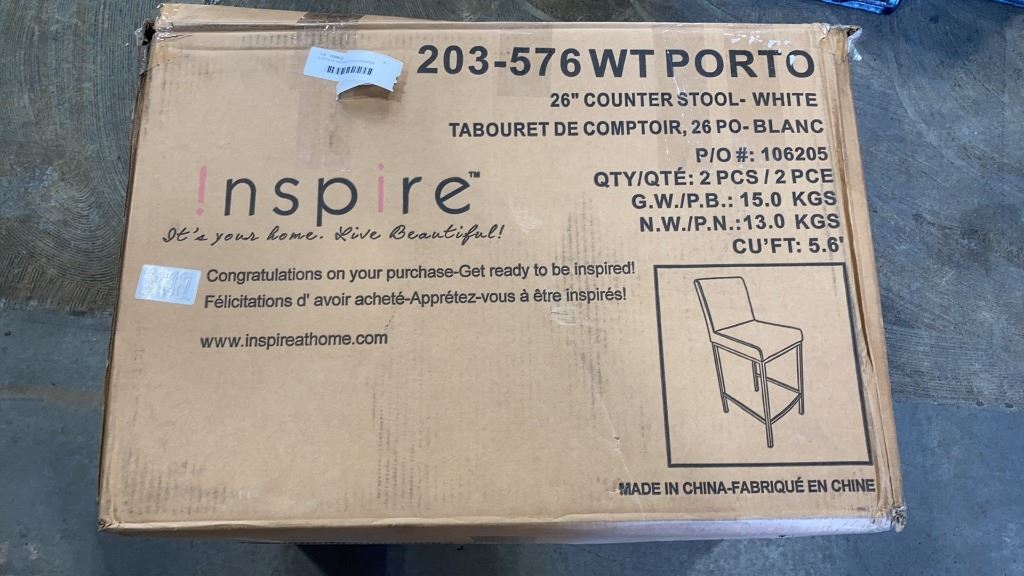 203-576 WT PORTO
26" COUNTER STOOL- WHITE
TABOURET DE COMPTOIR, 26 PO- BLANC
P/O #: 106205
QTY/QTÉ: 2 PCS / 2 PCE
G.W./P.B.: 15.0 KGS
N.W./P.N.:13.0 KGS
CU'FT: 5.6'
!nspire™
It's your home. Live Beautiful!
Congratulations on your purchase-Get ready to be inspired!
Félicitations d' avoir acheté-Apprétez-vous à être inspirés!
www.inspireathome.com
MADE IN CHINA-FABRIQUÉ EN CHINE